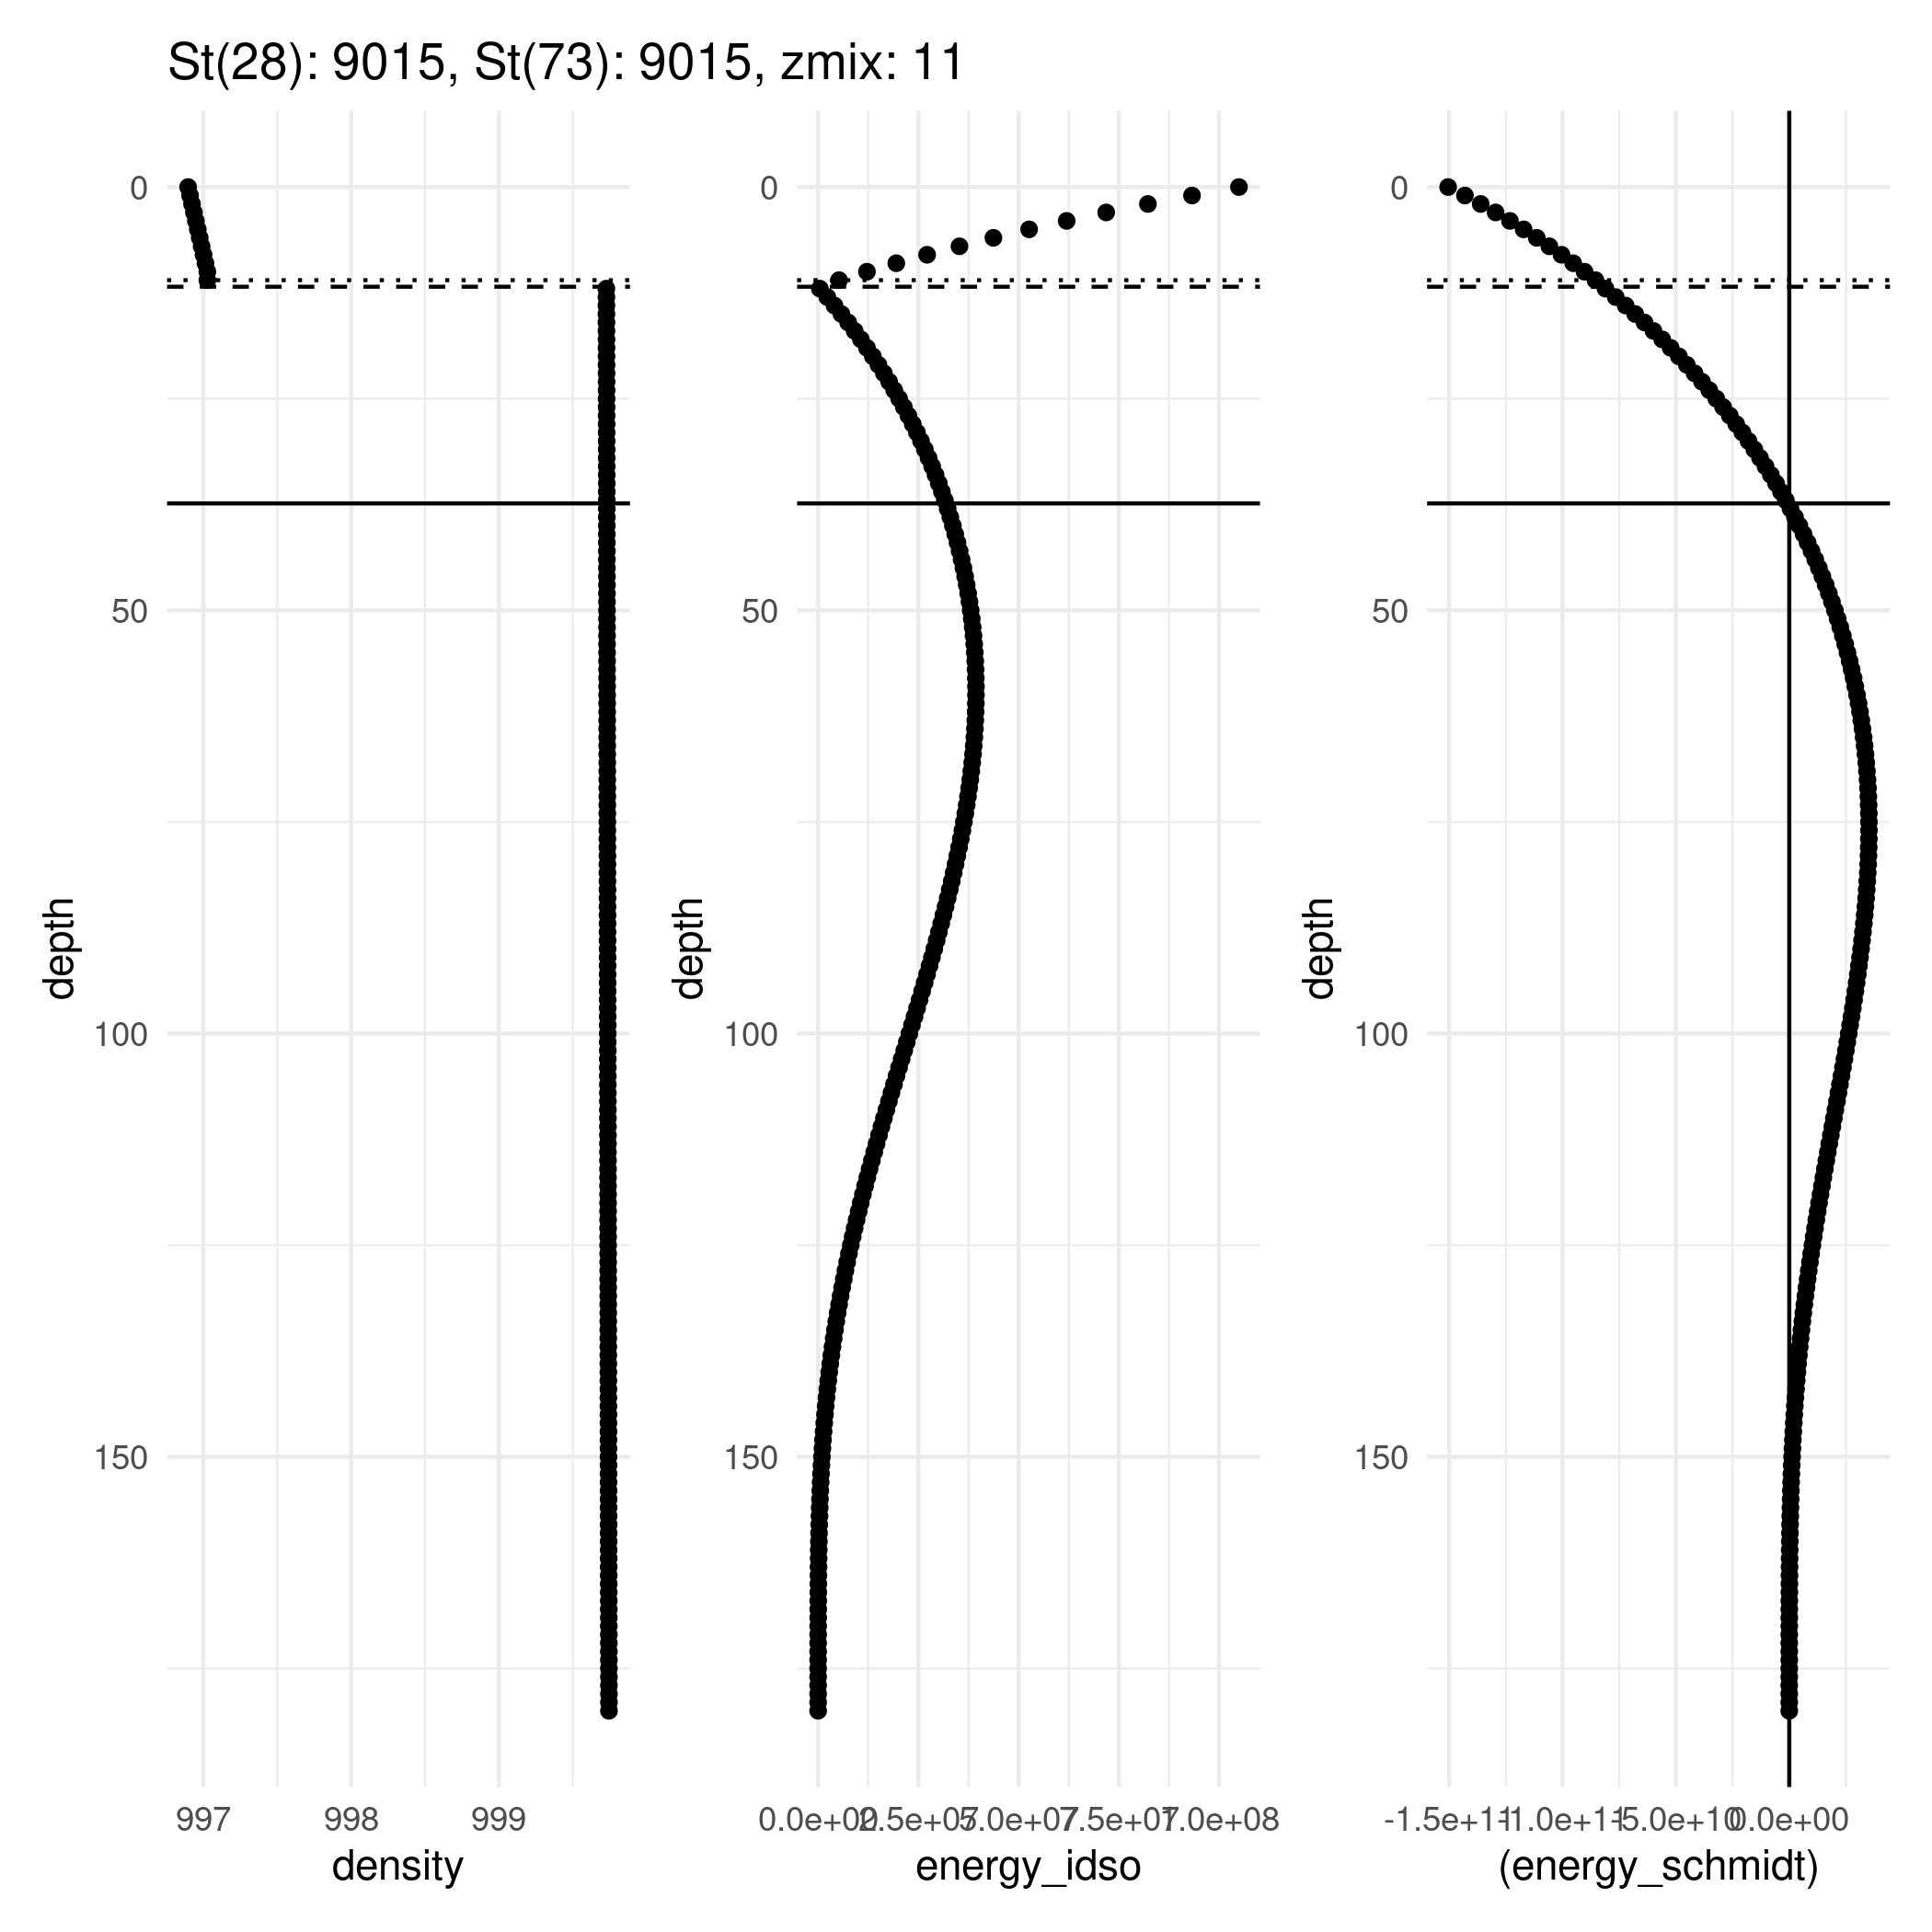 St(28): 9015, St(73): 9015, zmix: 11
0
50
100
150
depth
997 998 999
density
0
50
100
150
depth
0.0e+00 2.5e+07 5.0e+07 7.5e+07 1.0e+08
energy_idso
0
50
100
150
depth
-1.5e+11 -1.0e+11 -5.0e+10 0.0e+00
(energy_schmidt)